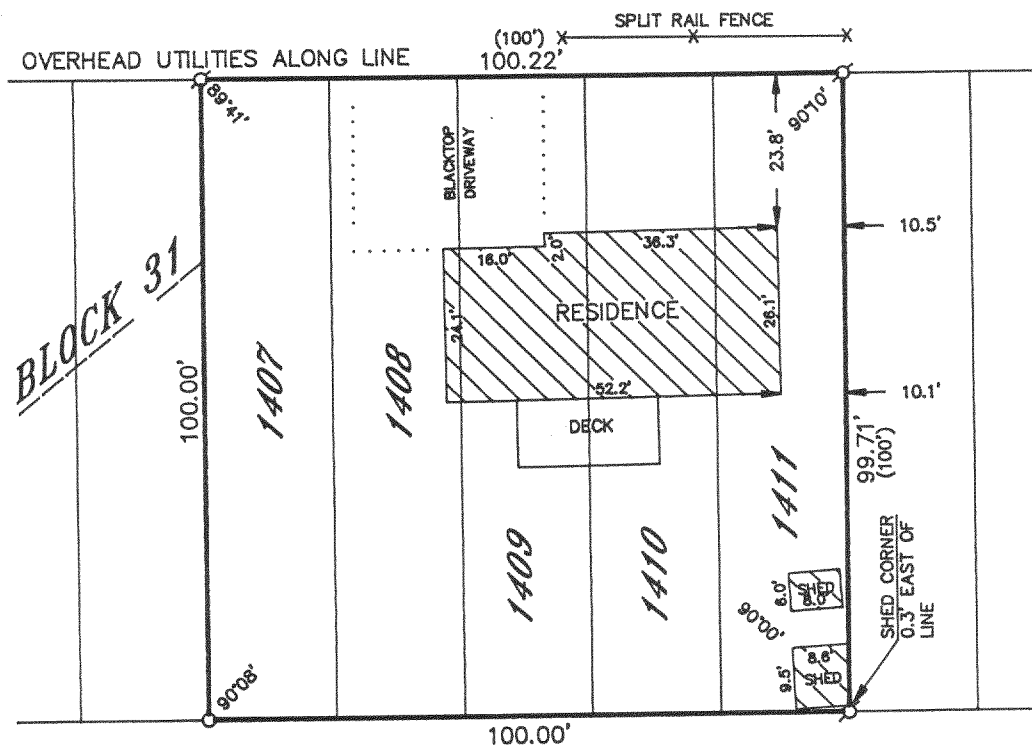 SPLIT RAIL FENCE
(100')
OVERHEAD UTILITIES ALONG LINE
100.22'
89°41'
90°10'
23.8'
BLACKTOP
DRIVEWAY
10.5'
16.0'
2.0'
36.3'
BLOCK 31
24.1'
RESIDENCE
26.1'
52.2'
10.1'
100.00'
1407
1408
DECK
99.71'
(100')
1411
1409
1410
6.0'
SHED
8.0'
SHED CORNER
0.3' EAST OF
LINE
90°00'
8.6'
9.5'
SHED
90°08'
100.00'